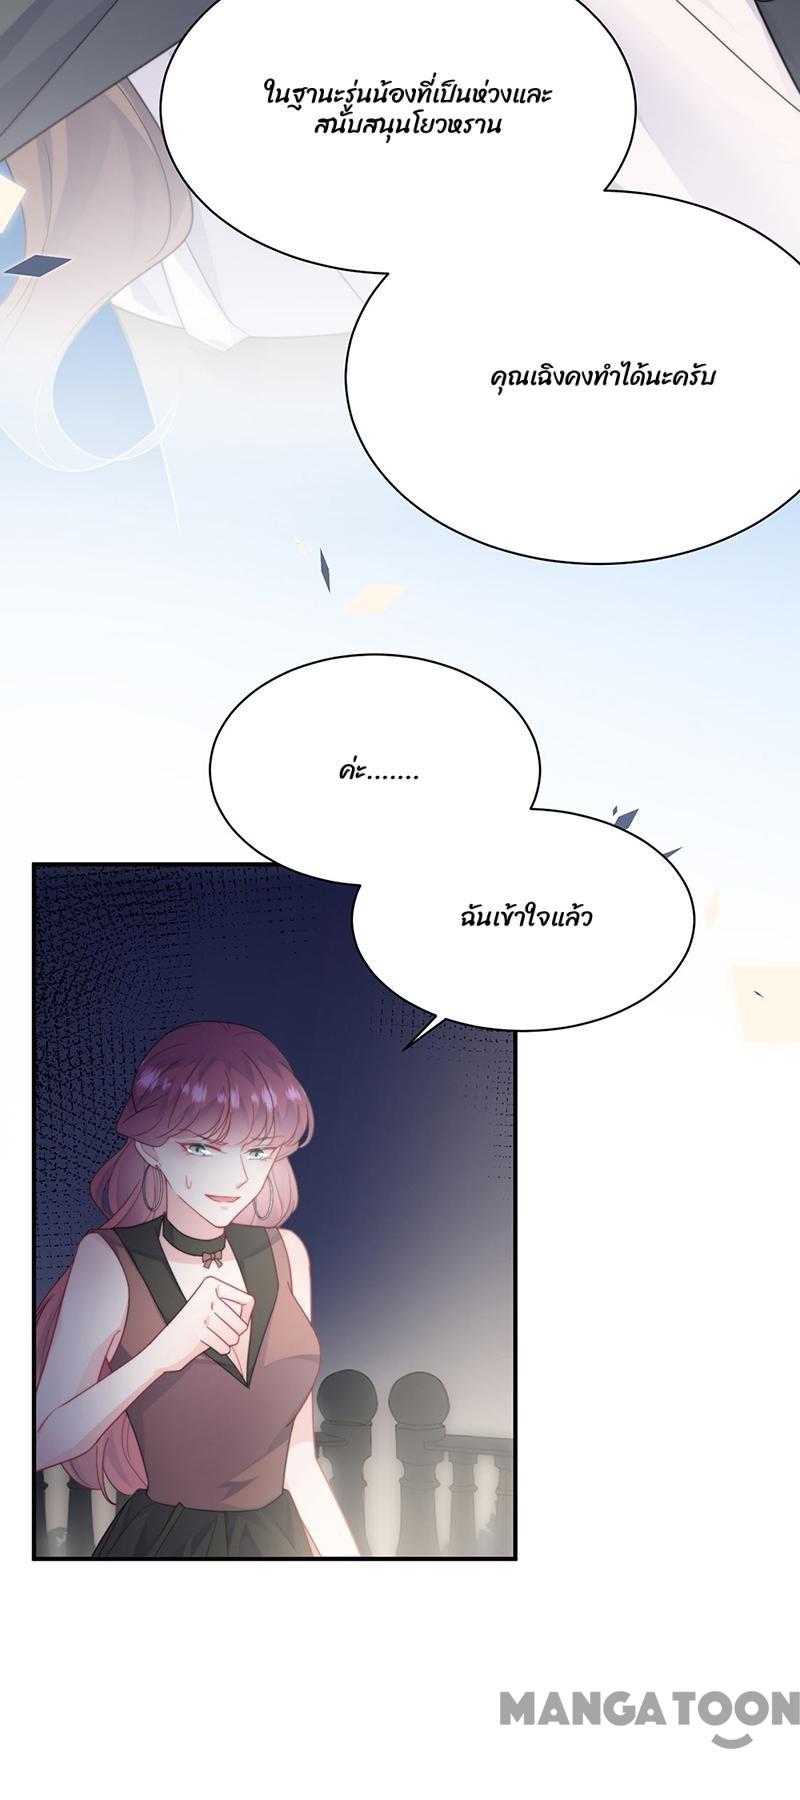 ในฐานะรุ่นน้องที่เป็นห่วงและ
สนับสนุนโยวหราน
คุณเฉิงคงทำได้นะครับ
ค่ะ.......
ฉันเข้าใจแล้ว
MANGATOON